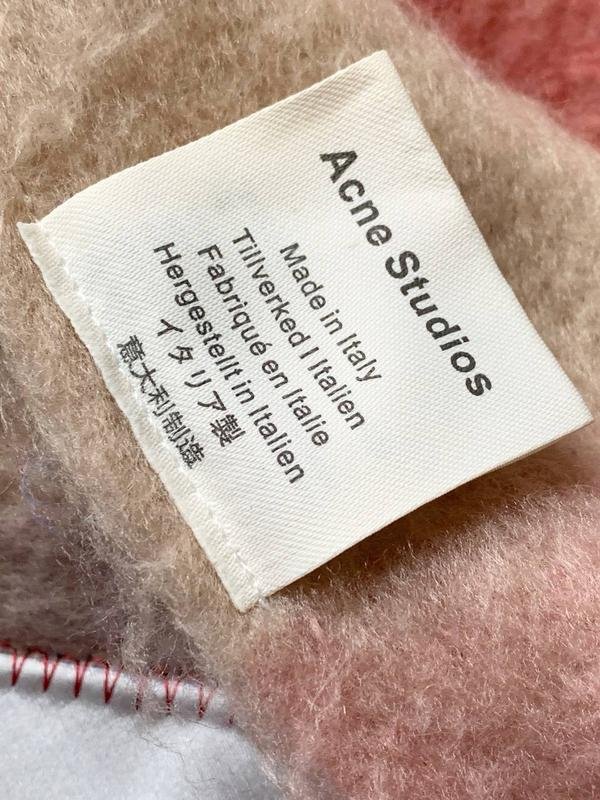 Acne Studios
Made in Italy
Tillverked I Italien
Fabriqué en Italie
Hergestellt in Italien
イタリア製
意大利制造